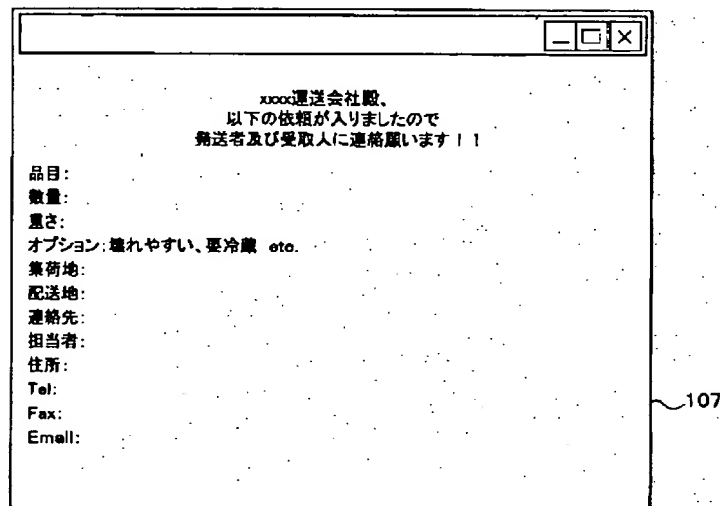 xxxx運送会社殿、
以下の依頼が入りましたので
発送者及び受取人に連絡願います！！
品目:
数量:
重さ:
オプション;壊れやすい、要冷蔵 etc.
集荷地:
配送地:
連絡先:
担当者:
住所:
Tel:
Fax:
Email:
107